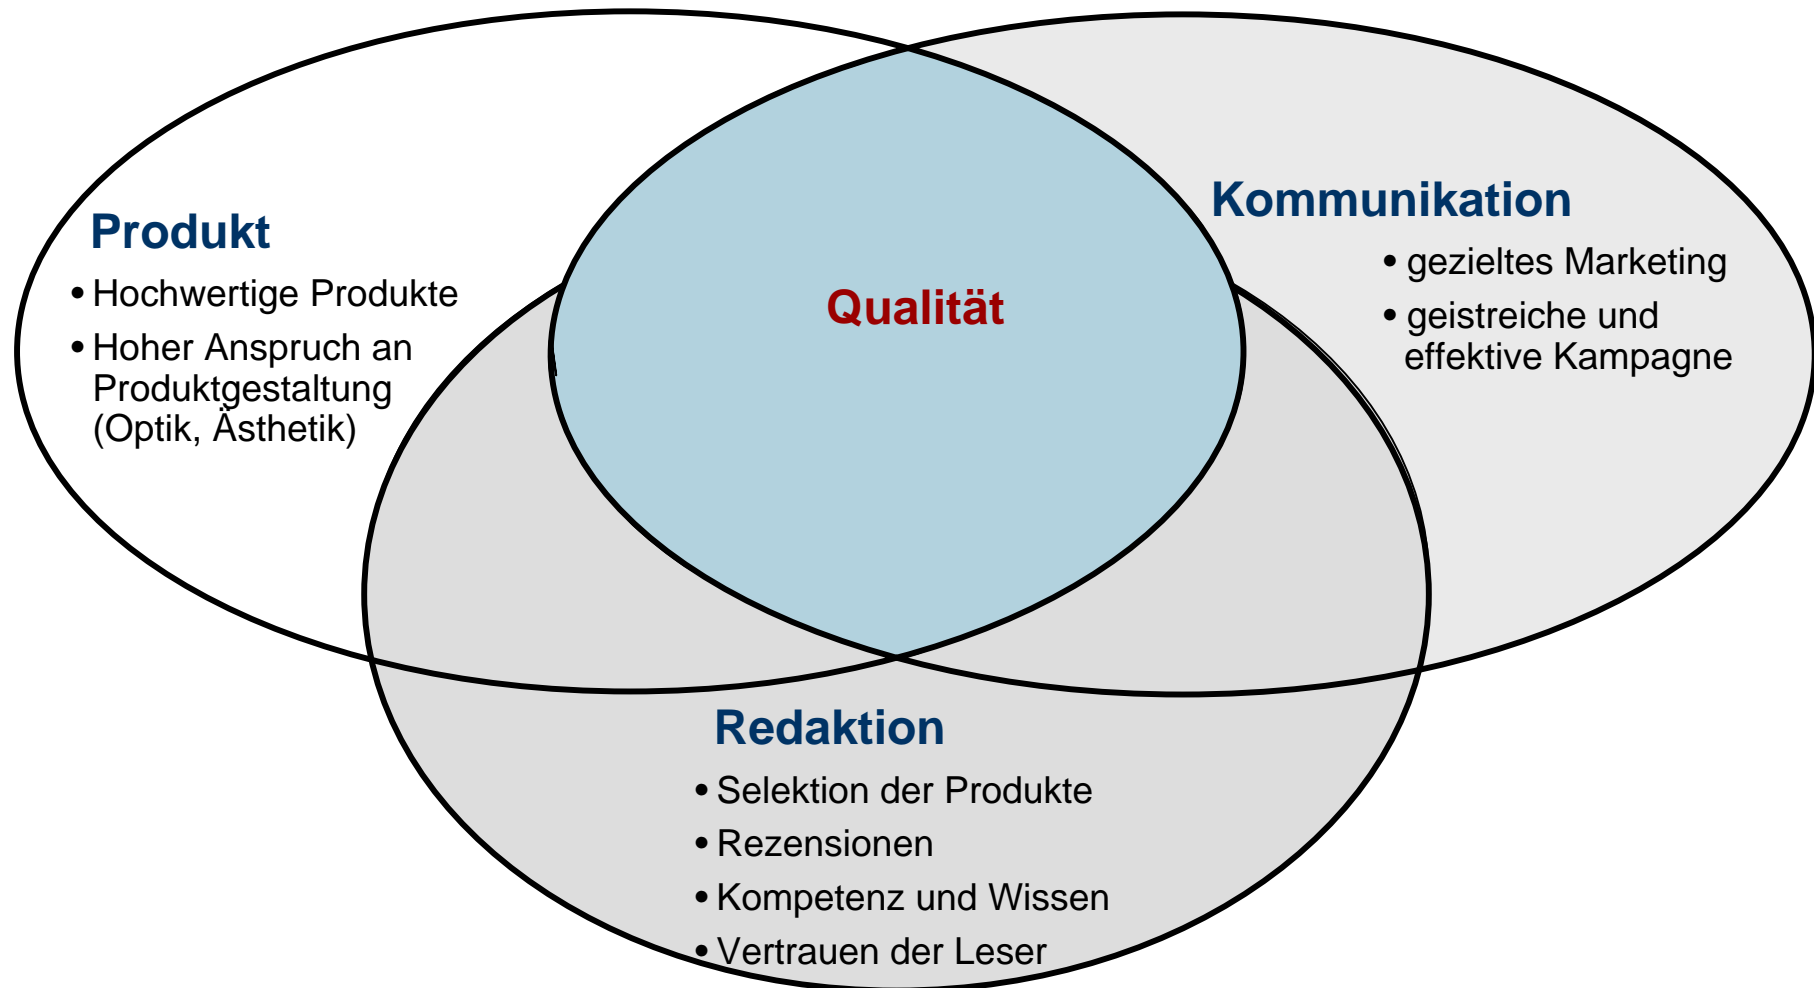 Produkt
• Hochwertige Produkte
• Hoher Anspruch an
Produktgestaltung
(Optik, Ästhetik)
Qualität
Kommunikation
• gezieltes Marketing
• geistreiche und
effektive Kampagne
Redaktion
• Selektion der Produkte
• Rezensionen
• Kompetenz und Wissen
• Vertrauen der Leser